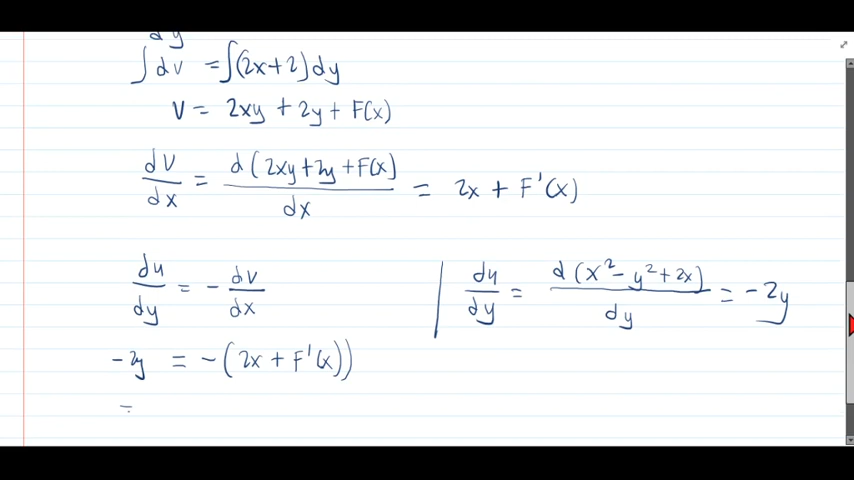 dy
∫ dv = ∫(2x+2) dy
v = 2xy + 2y + F(x)
dv/dx = d(2xy+2y+F(x)/dx = 2x + F'(x)
du/dy = - dv/dx | du/dy = d(x²-y²+2x)/dy = -2y
-2y = -(2x + F'(x))
=